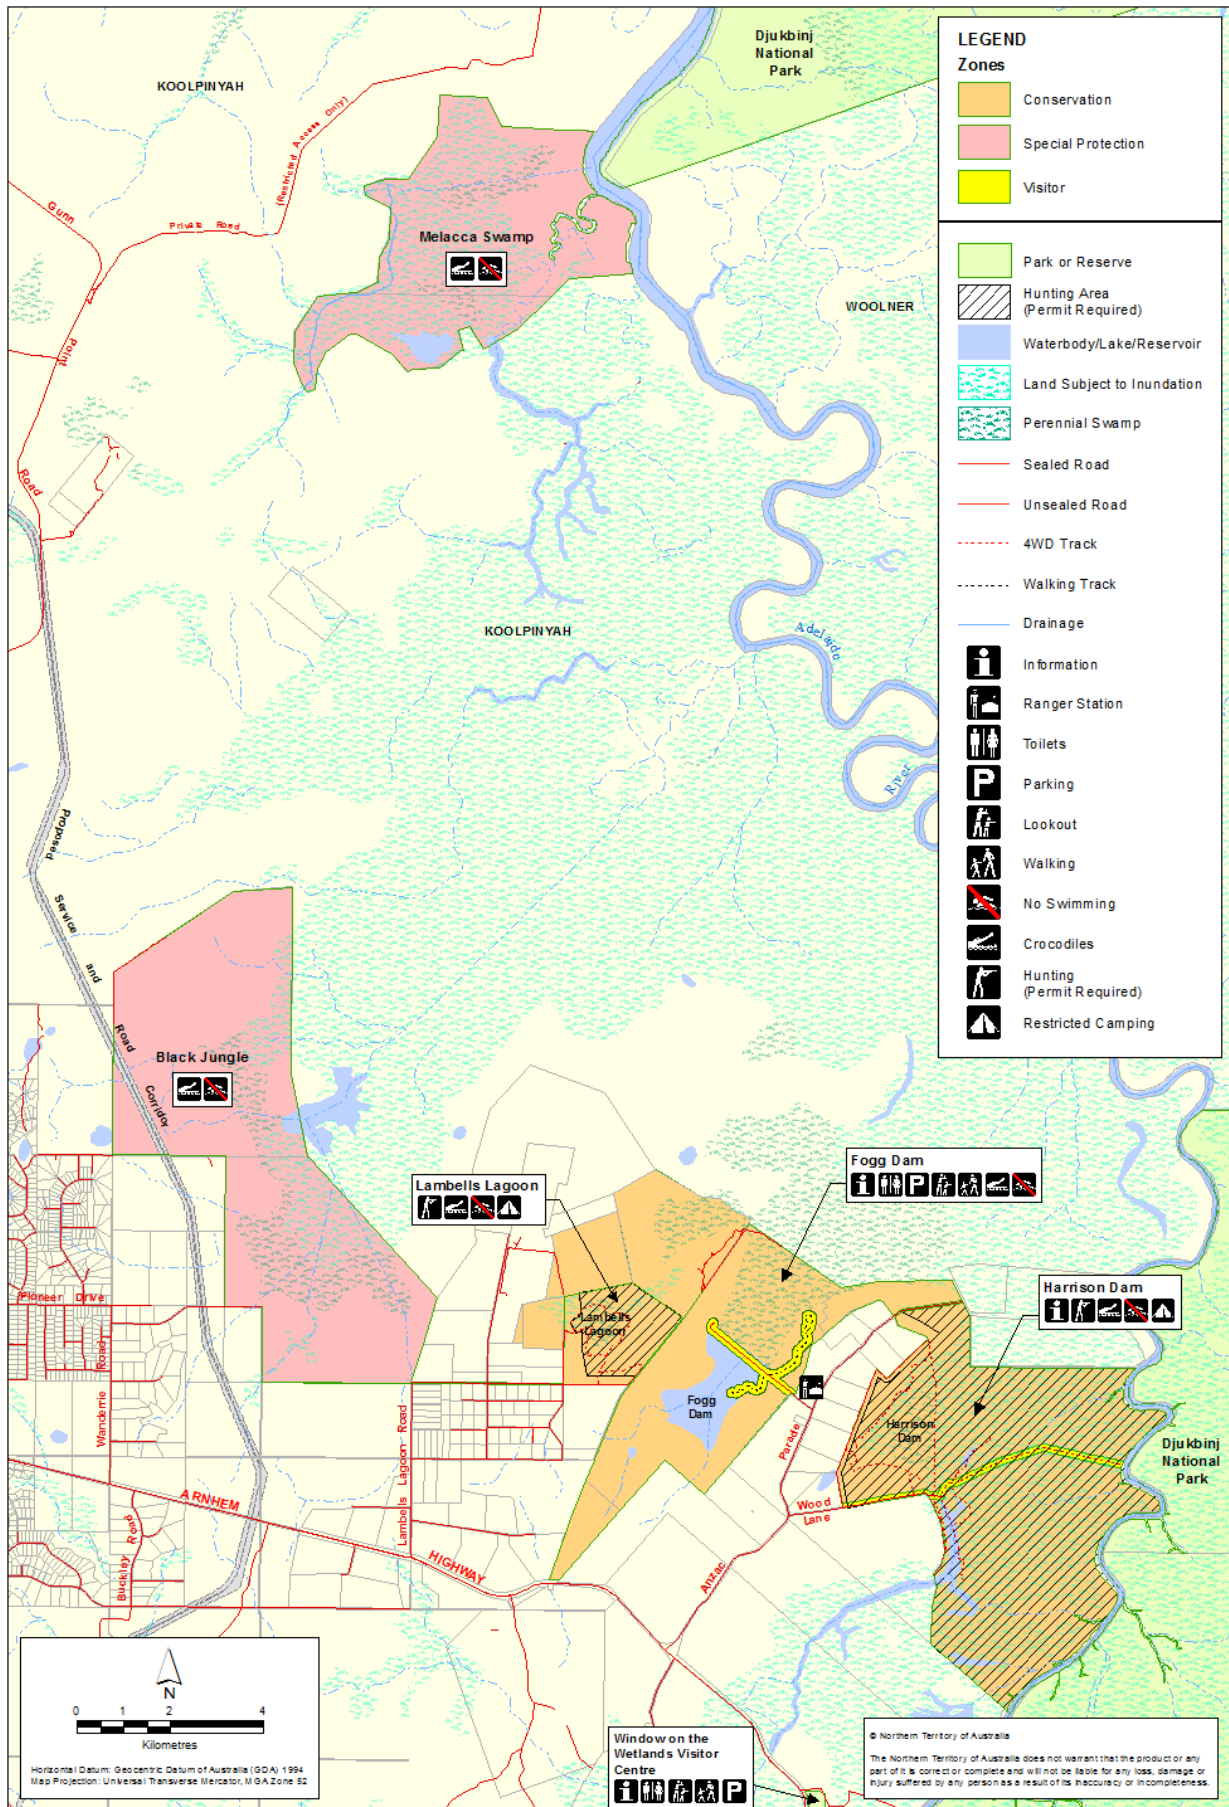 Djukbinj
National
Park
KOOLPINYAH
(Restricted Access Only)
Gunn
Private Road
Point
Road
Melacca Swamp
WOOLNER
KOOLPINYAH
Adelaide
River
Proposed
Service and
Road
Corridor
Black Jungle
Lambells Lagoon
Fogg Dam
Harrison Dam
Lambells
Lagoon
Fogg
Dam
Harrison
Dam
Djukbinj
National
Park
Pioneer Drive
Wanderrie Road
Lambells Lagoon Road
Parade
Wood
Lane
Anzac
ARNHEM
HIGHWAY
Buckley Road
Window on the
Wetlands Visitor
Centre
P
P
LEGEND
Zones
Conservation
Special Protection
Visitor
Park or Reserve
Hunting Area
(Permit Required)
Waterbody/Lake/Reservoir
Land Subject to Inundation
Perennial Swamp
Sealed Road
Unsealed Road
4WD Track
Walking Track
Drainage
Information
Ranger Station
Toilets
P
Parking
Lookout
Walking
No Swimming
Crocodiles
Hunting
(Permit Required)
Restricted Camping
N
0 1 2 4
Kilometres
Horizontal Datum: Geocentric Datum of Australia (GDA) 1994
Map Projection: Universal Transverse Mercator, MGA Zone 52
© Northern Territory of Australia
The Northern Territory of Australia does not warrant that the product or any
part of it is correct or complete and will not be liable for any loss, damage or
injury suffered by any person as a result of its inaccuracy or incompleteness.